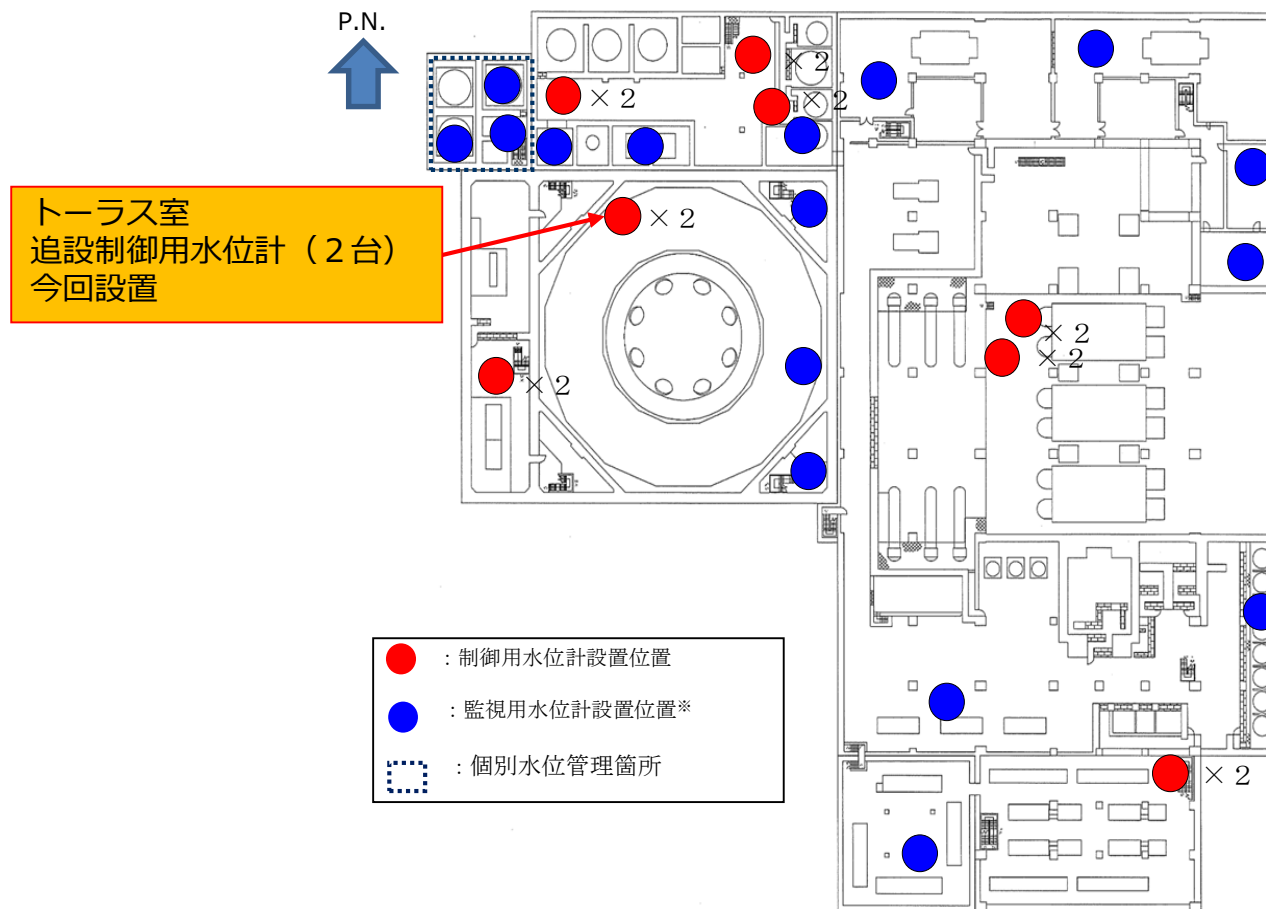 P.N.
× 2
× 2
× 2
トーラス室
追設制御用水位計（２台）
今回設置
× 2
× 2
× 2
× 2
：制御用水位計設置位置
：監視用水位計設置位置※
：個別水位管理箇所
× 2